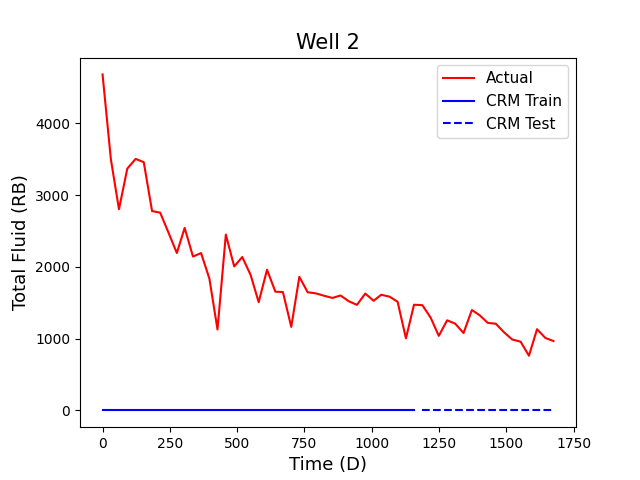 Well 2
Actual
CRM Train
CRM Test
Total Fluid (RB)
4000
3000
2000
1000
0
0 250 500 750 1000 1250 1500 1750
Time (D)